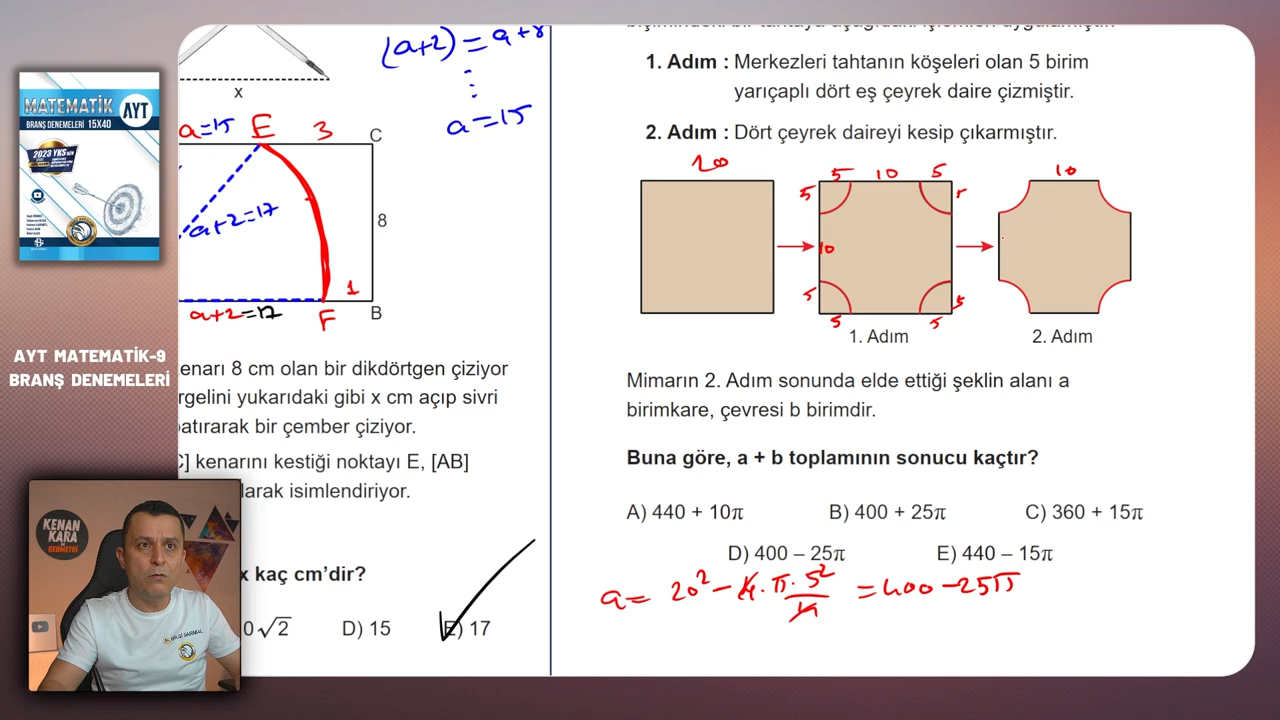 MATEMATİK AYT
BRANŞ DENEMELERİ 15X40
2023 YKS'NİN
AYT MATEMATİK-9
BRANŞ DENEMELERİ
KENAN
KARA
GEOMETRİ
(a+2) = a+8
a=15
x
a=15 E 3 C
a+2=17
8
1
a+2=17 F B
enarı 8 cm olan bir dikdörtgen çiziyor
rgelini yukarıdaki gibi x cm açıp sivri
batırarak bir çember çiziyor.
C] kenarını kestiği noktayı E, [AB]
larak isimlendiriyor.
x kaç cm'dir?
0√2 D) 15 E) 17
1. Adım : Merkezleri tahtanın köşeleri olan 5 birim
yarıçaplı dört eş çeyrek daire çizmiştir.
2. Adım : Dört çeyrek daireyi kesip çıkarmıştır.
20 5 10 5 10
5
10
5 5
5 5
1. Adım 2. Adım
Mimarın 2. Adım sonunda elde ettiği şeklin alanı a
birimkare, çevresi b birimdir.
Buna göre, a + b toplamının sonucu kaçtır?
A) 440 + 10π B) 400 + 25π C) 360 + 15π
D) 400 – 25π E) 440 – 15π
a= 20² - 4.π.5²/4 = 400 - 25π